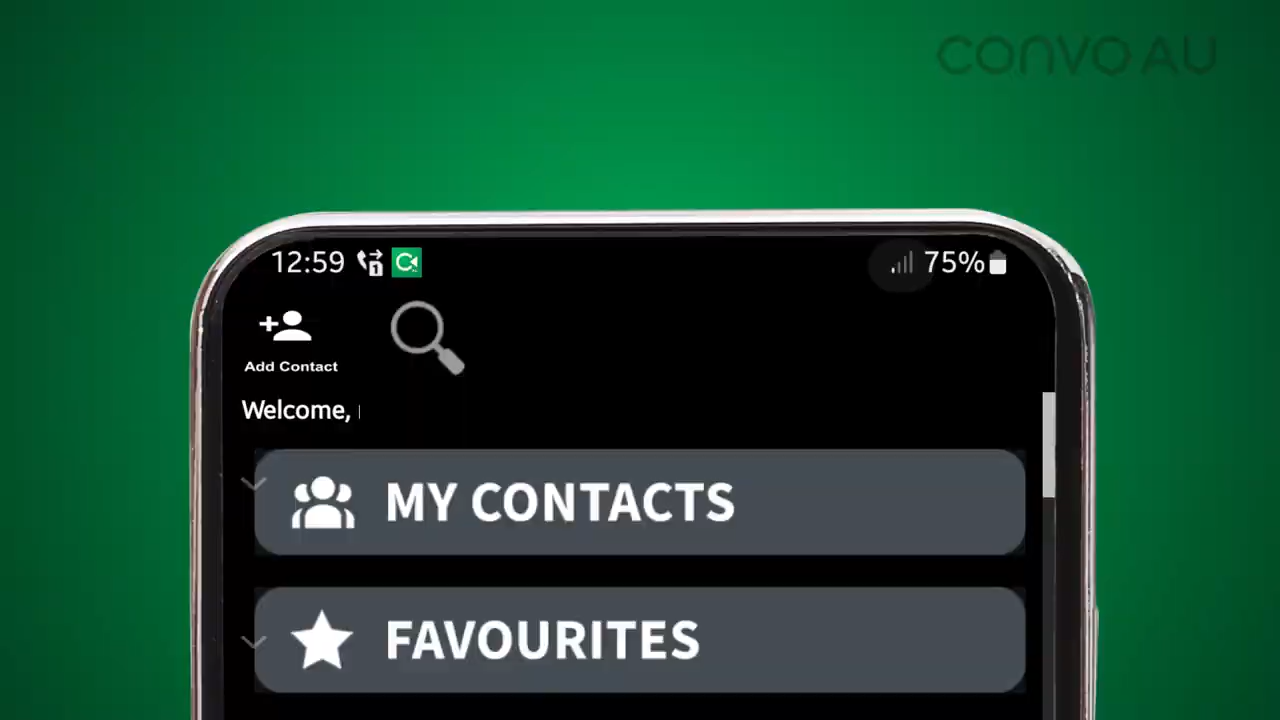 CONVO AU
12:59
75%
Add Contact
Welcome,
MY CONTACTS
FAVOURITES